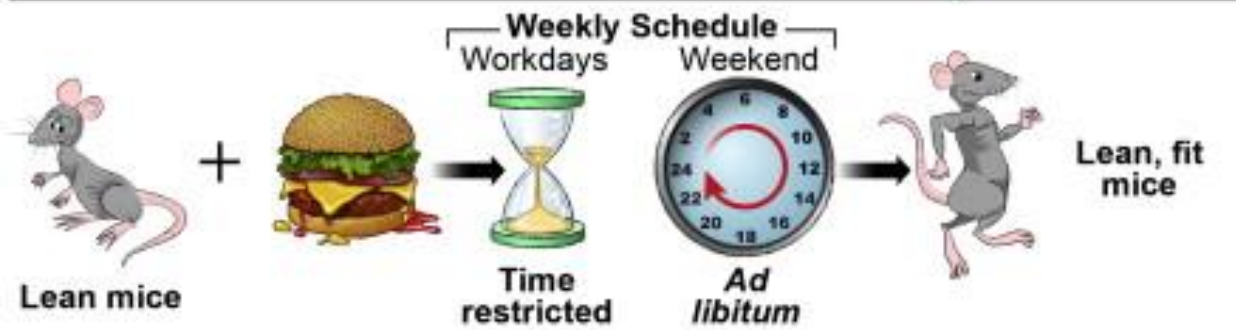 Weekly Schedule
Workdays Weekend
+
2 4 6 8 10 12 14 16 18 20 22 24
Lean mice
Time
restricted
Ad
libitum
Lean, fit
mice